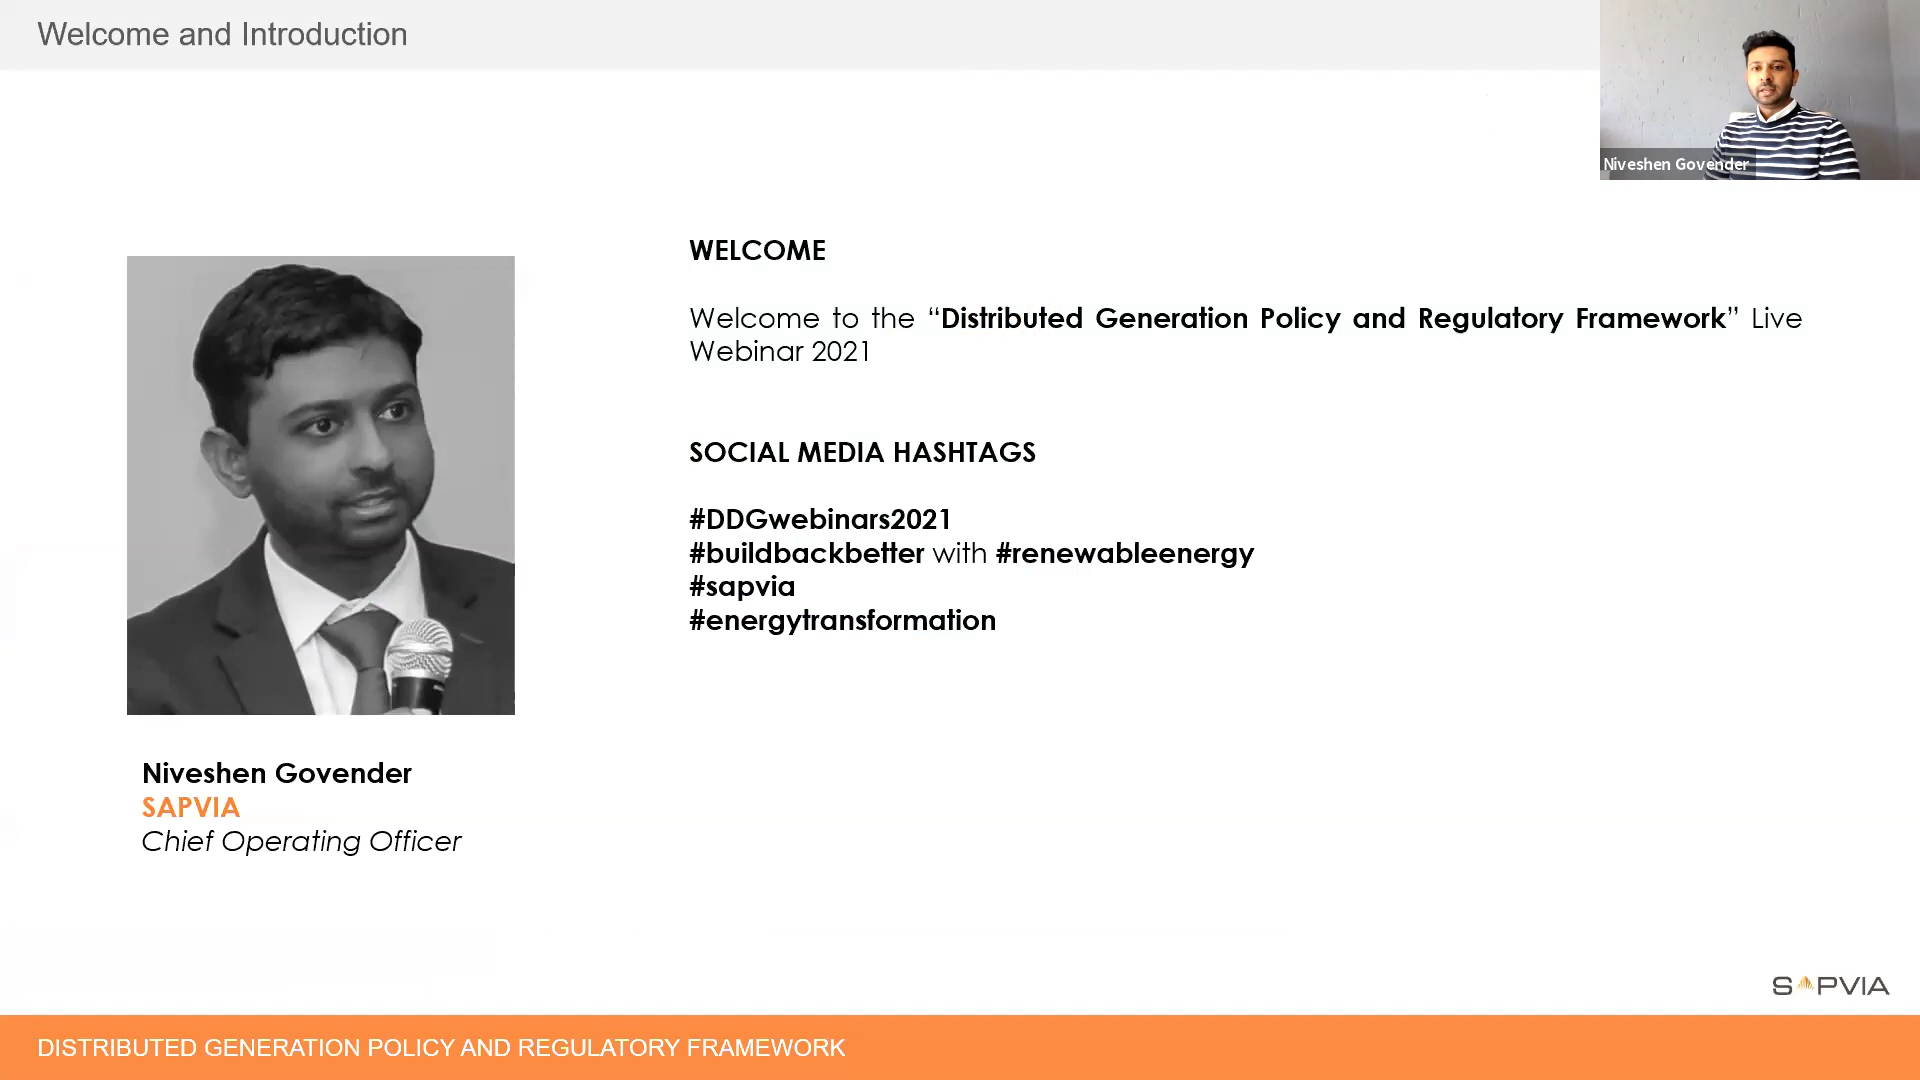 Welcome and Introduction
Niveshen Govender
WELCOME
Welcome to the “Distributed Generation Policy and Regulatory Framework” Live
Webinar 2021
SOCIAL MEDIA HASHTAGS
#DDGwebinars2021
#buildbackbetter with #renewableenergy
#sapvia
#energytransformation
Niveshen Govender
SAPVIA
Chief Operating Officer
SAPVIA
DISTRIBUTED GENERATION POLICY AND REGULATORY FRAMEWORK